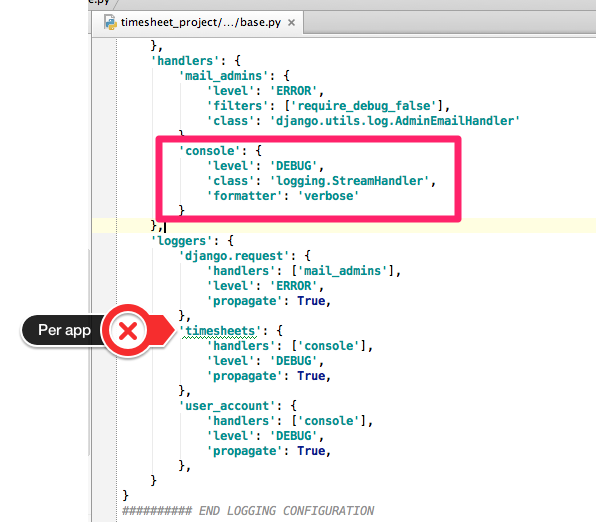 e.py
timesheet_project/.../base.py ×
},
'handlers': {
'mail_admins': {
'level': 'ERROR',
'filters': ['require_debug_false'],
'class': 'django.utils.log.AdminEmailHandler'
'console': {
'level': 'DEBUG',
'class': 'logging.StreamHandler',
'formatter': 'verbose'
}
},
'loggers': {
'django.request': {
'handlers': ['mail_admins'],
'level': 'ERROR',
'propagate': True,
},
Per app
'timesheets': {
'handlers': ['console'],
'level': 'DEBUG',
'propagate': True,
},
'user_account': {
'handlers': ['console'],
'level': 'DEBUG',
'propagate': True,
},
}
}
########## END LOGGING CONFIGURATION